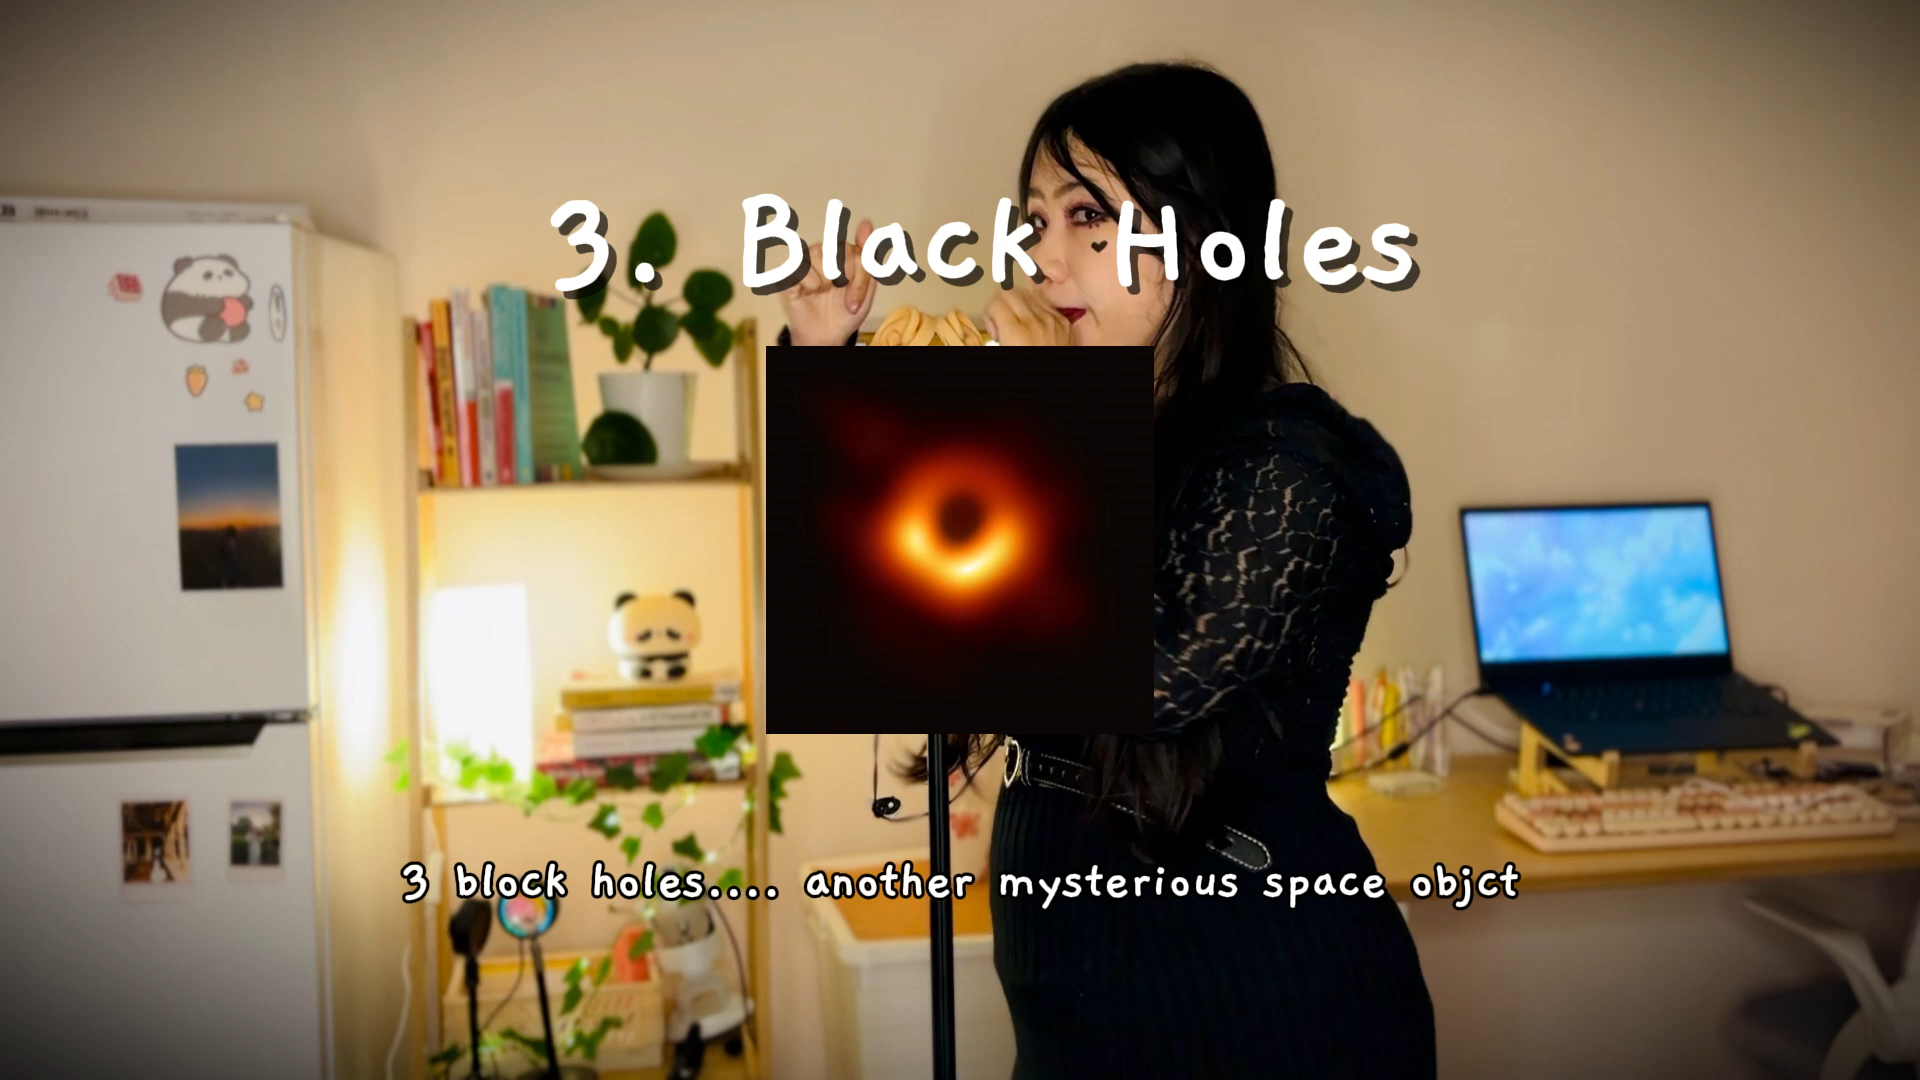 3. Black Holes
3 block holes.... another mysterious space objct